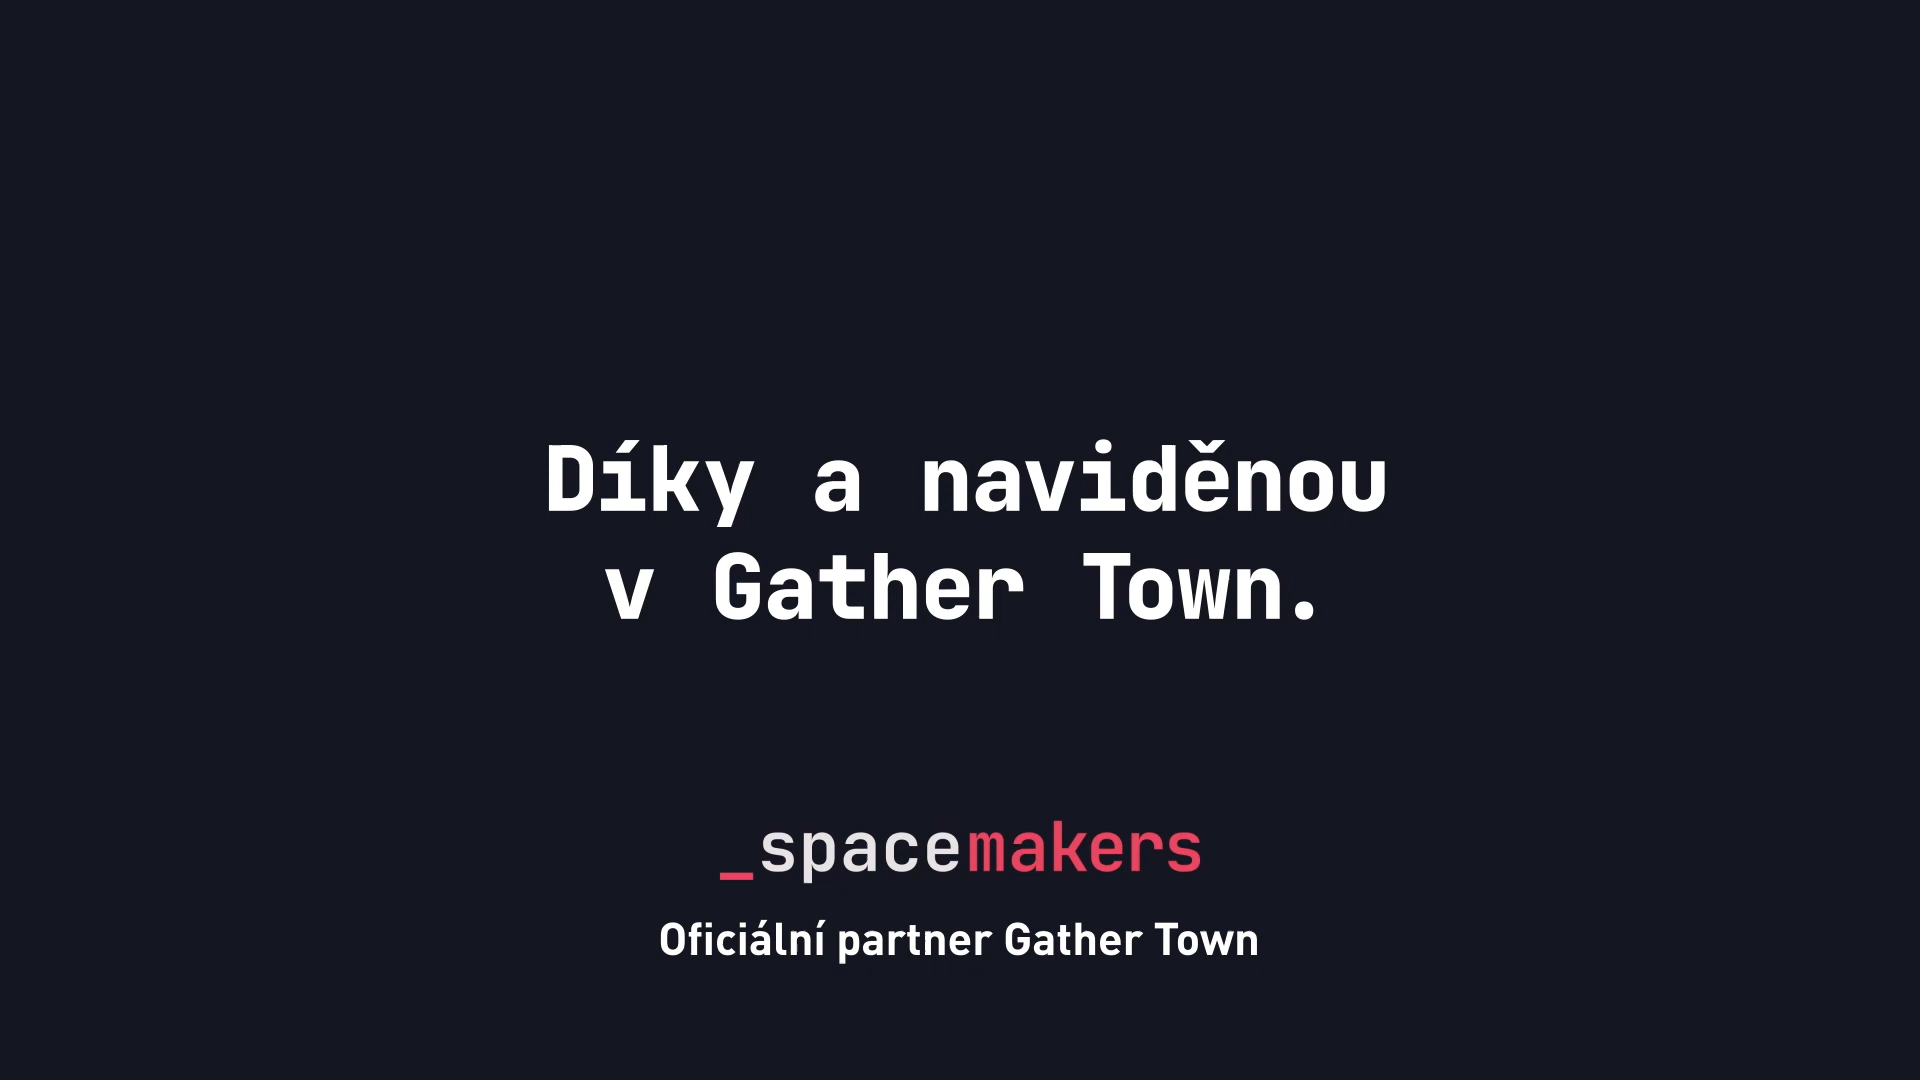 Díky a naviděnou
v Gather Town.
_spacemakers
Oficiální partner Gather Town